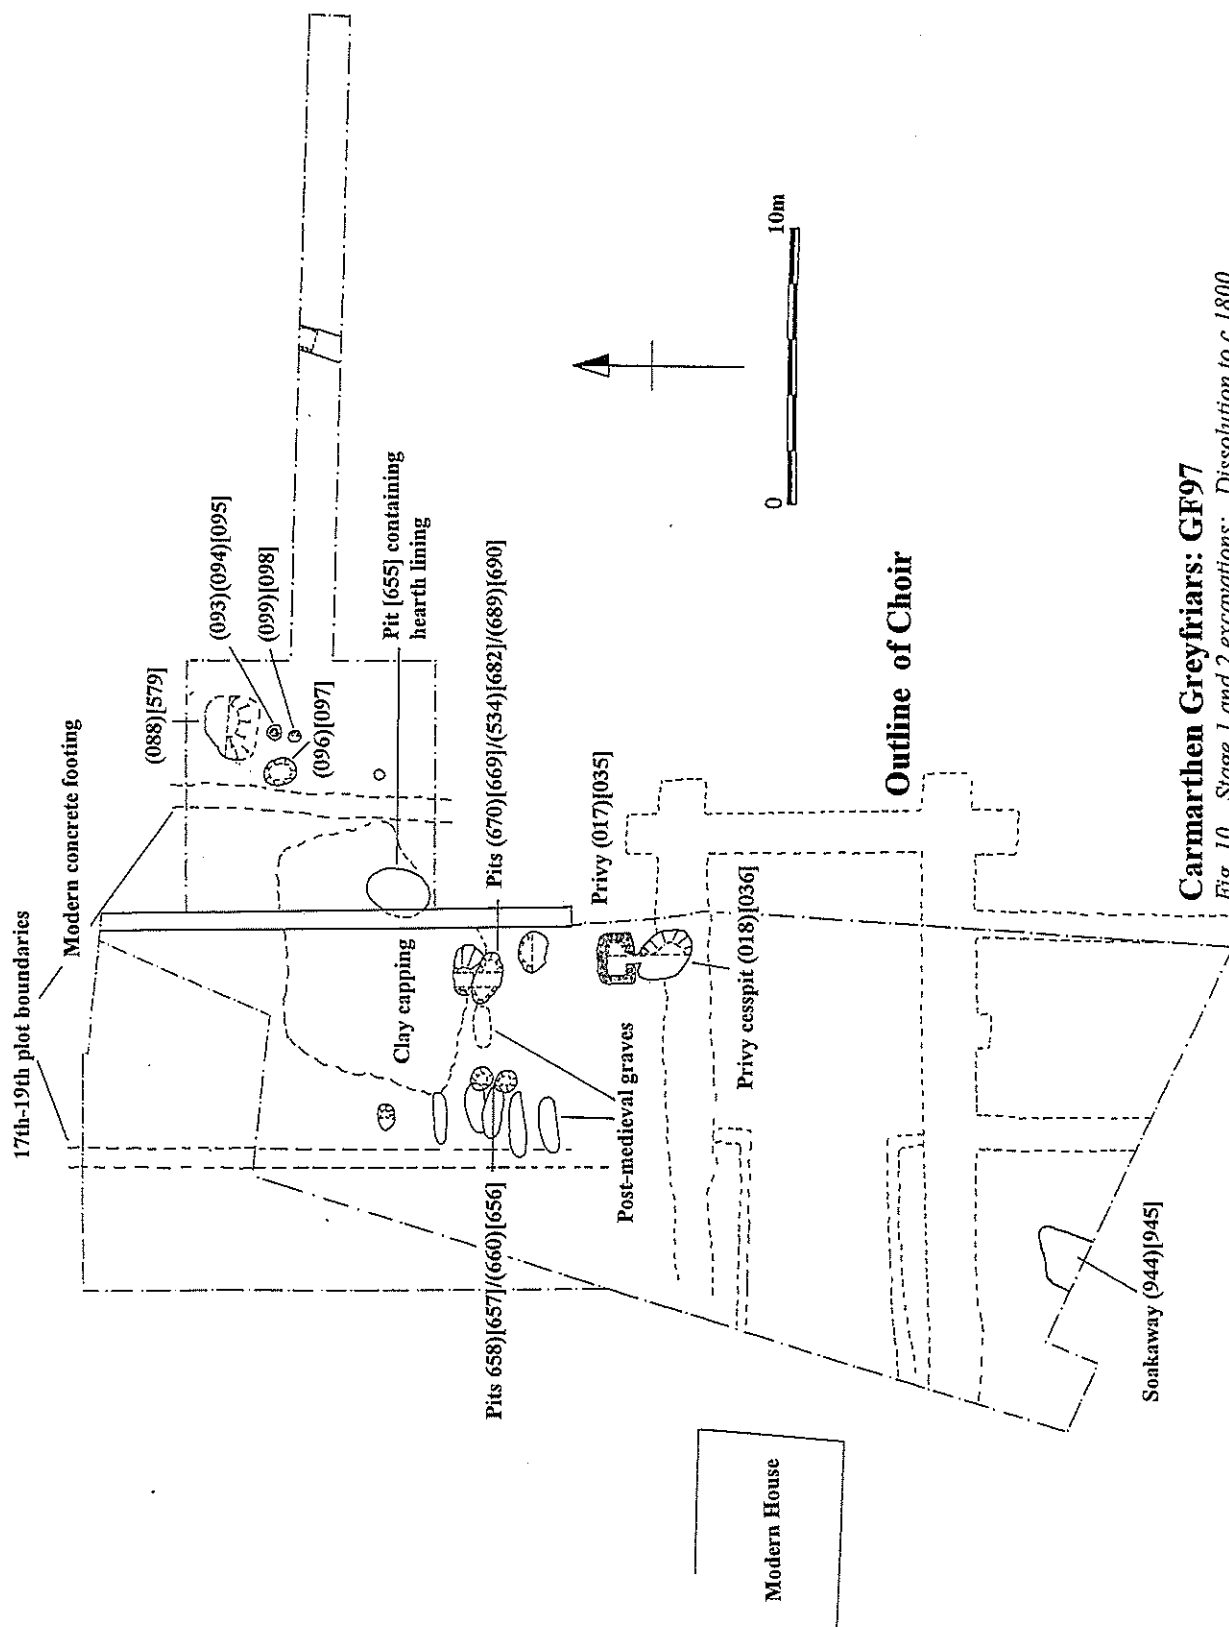 17th-19th plot boundaries
Modern concrete footing
(088)[579]
(093)(094)[095]
(099)[098]
(096)[097]
Pit [655] containing
hearth lining
Pits (670)[669]/(534)[682]/(689)[690]
Clay capping
Privy (017)[035]
Privy cesspit (018)[036]
Post-medieval graves
Pits 658)[657]/(660)[656]
Outline of Choir
0
10m
Soakaway (944)[945]
Modern House
Carmarthen Greyfriars: GF97
Fig. 10 Stage 1 and 2 excavations: Dissolution to c.1800